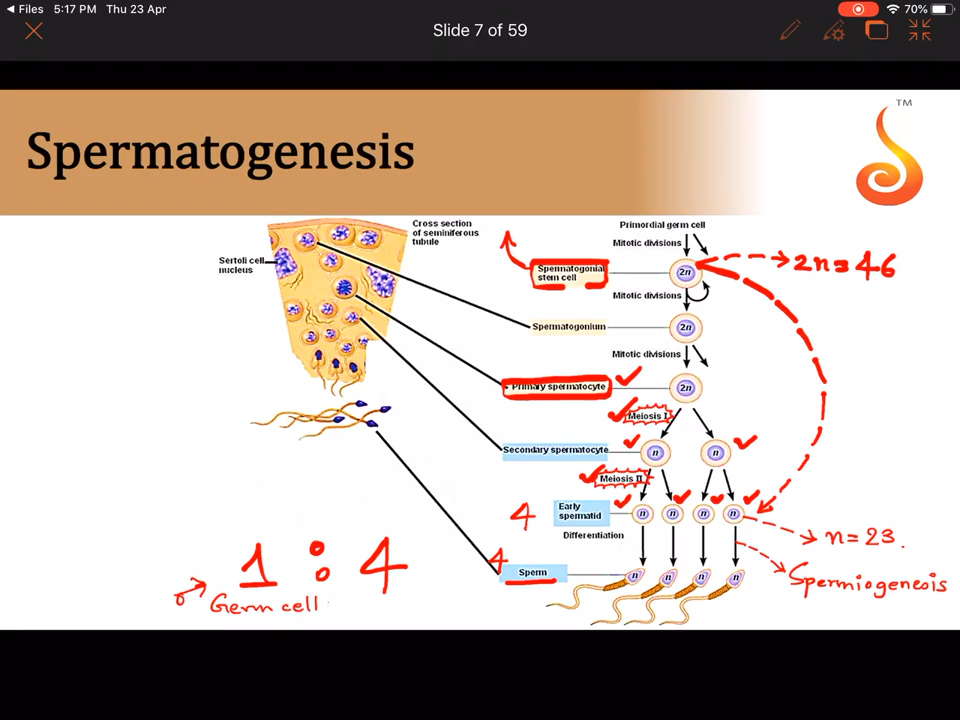 Files 5:17 PM Thu 23 Apr 70%
Slide 7 of 59
TM
Spermatogenesis
Cross section
of seminiferous
tubule
Sertoli cell
nucleus
Primordial germ cell
Mitotic divisions
Spermatogonial
stem cell
2n
2n = 46
Mitotic divisions
Spermatogonium
2n
Mitotic divisions
Primary spermatocyte
2n
Meiosis I
Secondary spermatocyte
n
n
Meiosis II
4
Early
spermatid
n
n
n
n
n = 23.
Differentiation
4
Sperm
n
n
n
n
Spermiogenesis
1 : 4
Germ cell